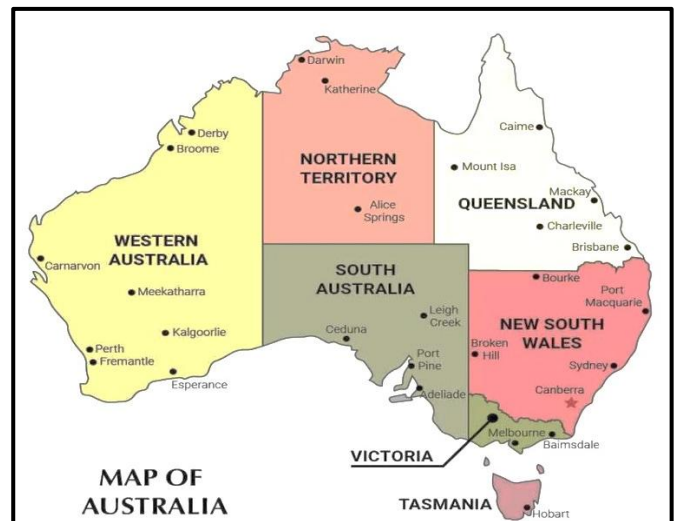 Darwin
Katherine
Derby
Broome
NORTHERN
TERRITORY
Caime
Mount Isa
Mackay
QUEENSLAND
Alice
Springs
Charleville
Brisbane
WESTERN
AUSTRALIA
Carnarvon
Meekatharra
SOUTH
AUSTRALIA
Bourke
Port
Macquarie
Leigh
Creek
NEW SOUTH
WALES
Kalgoorlie
Ceduna
Broken
Hill
Perth
Fremantle
Port
Pine
Sydney
Esperance
Adeliade
Canberra
Melbourne
Baimsdale
VICTORIA
MAP OF
AUSTRALIA
TASMANIA
Hobart